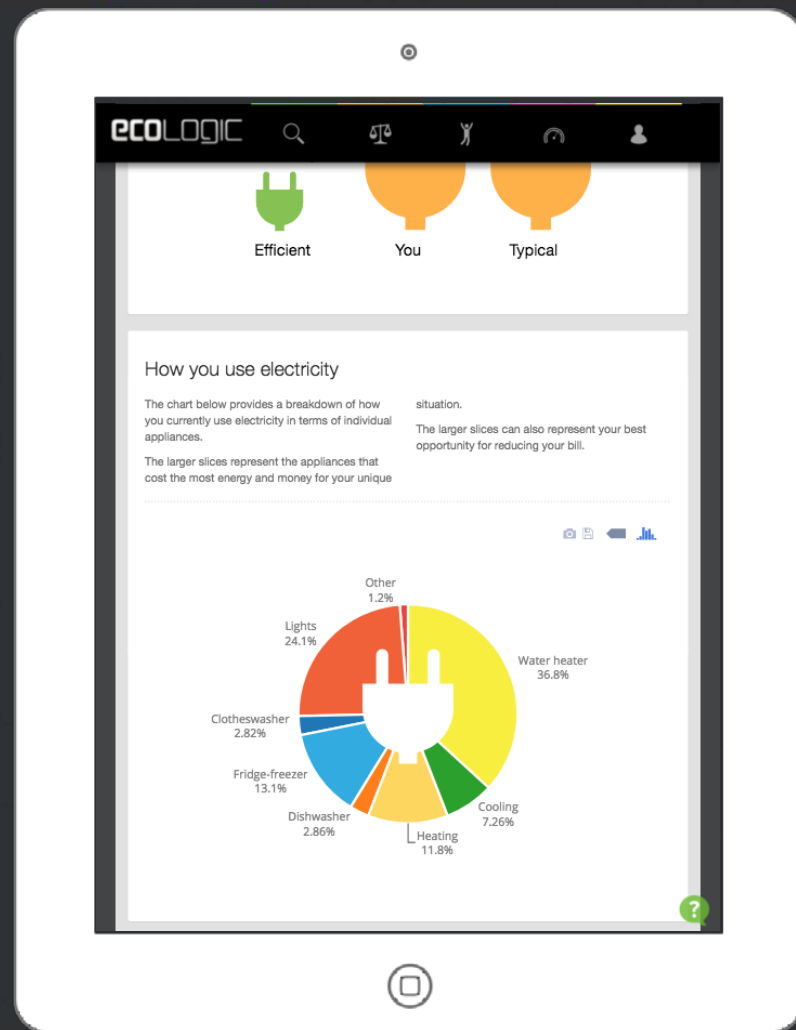 ecoLOGIC
Efficient
You
Typical
How you use electricity
The chart below provides a breakdown of how
you currently use electricity in terms of individual
appliances.
The larger slices represent the appliances that
cost the most energy and money for your unique
situation.
The larger slices can also represent your best
opportunity for reducing your bill.
Other
1.2%
Lights
24.1%
Water heater
36.8%
Clotheswasher
2.82%
Fridge-freezer
13.1%
Cooling
7.26%
Dishwasher
2.86%
Heating
11.8%
?